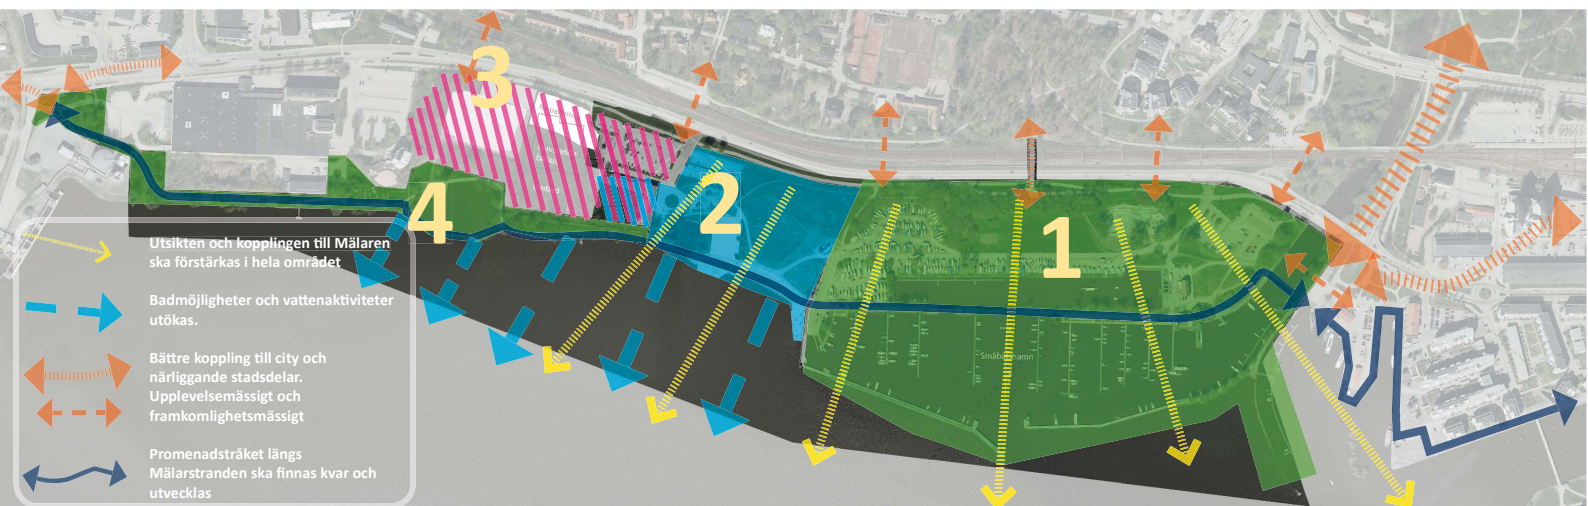 3
2
1
4
Utsikten och kopplingen till Mälaren
ska förstärkas i hela området
Badmöjligheter och vattenaktiviteter
utökas.
Bättre koppling till city och
närliggande stadsdelar.
Upplevelsemässigt och
framkomlighetsmässigt
Promenadstråket längs
Mälarstranden ska finnas kvar och
utvecklas